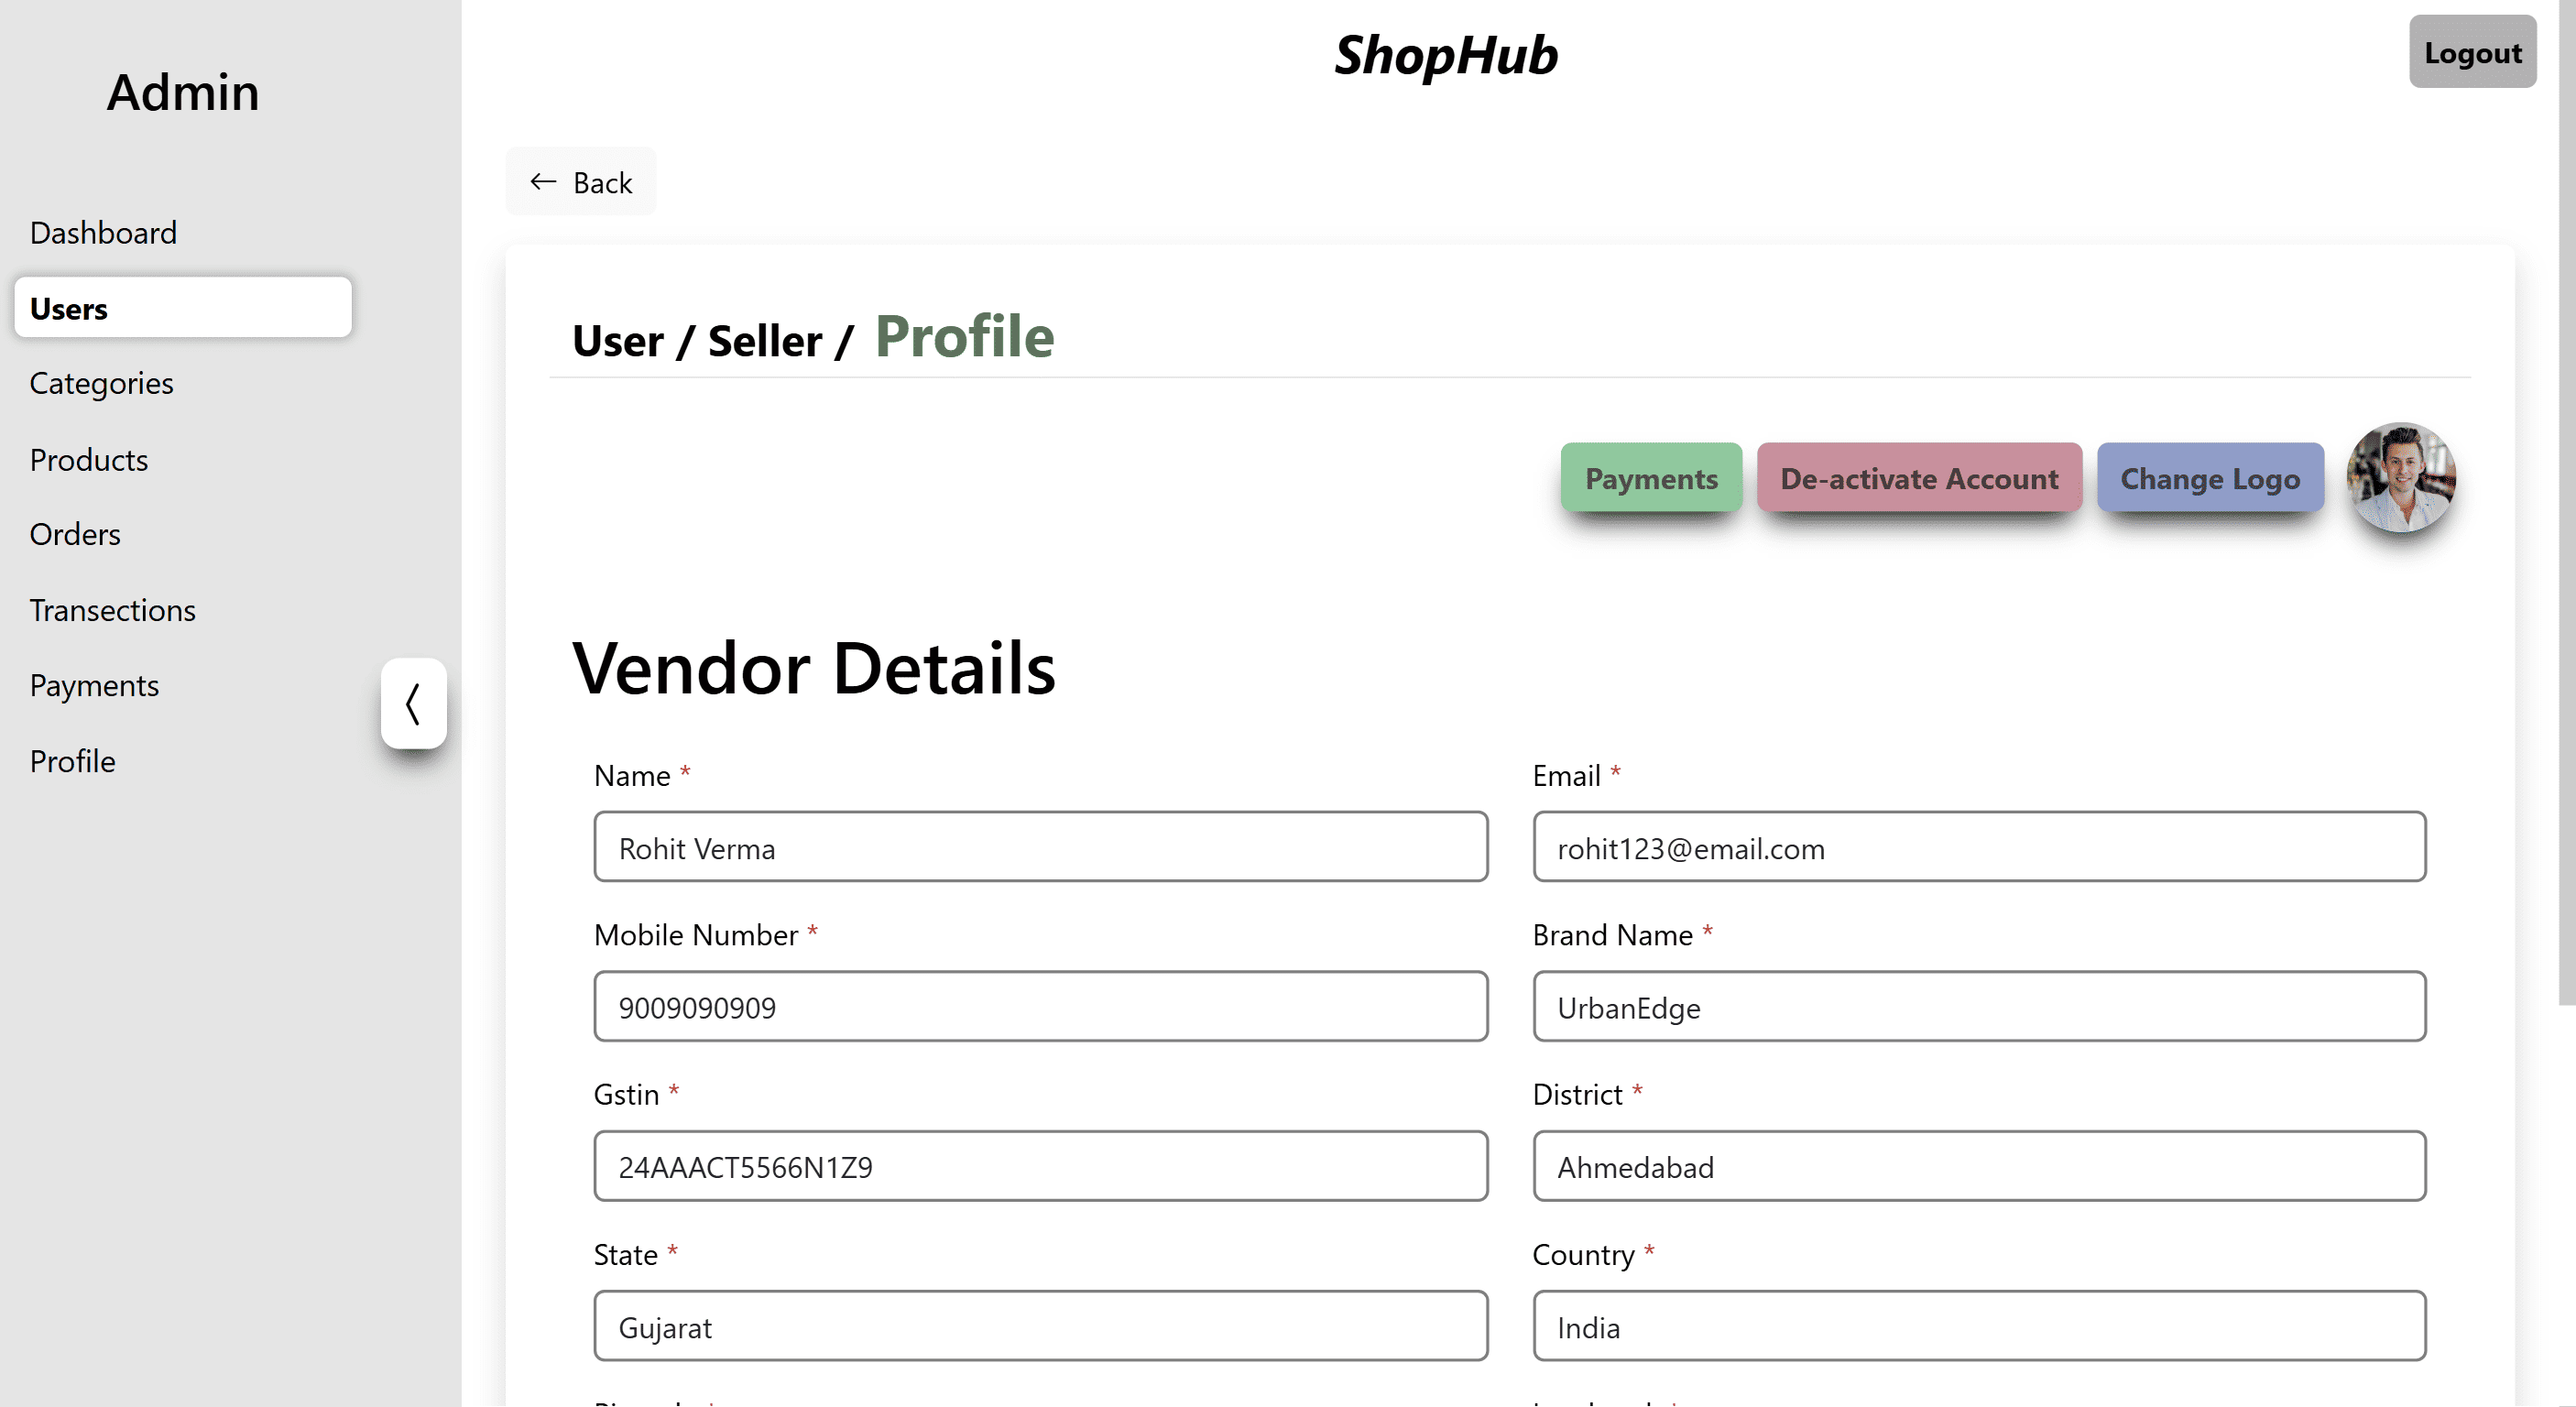 Admin
ShopHub
Logout
Back
Dashboard
Users
Categories
Products
Orders
Transections
Payments
Profile
User / Seller / Profile
Payments
De-activate Account
Change Logo
Vendor Details
Name *
Email *
Rohit Verma
rohit123@email.com
Mobile Number *
Brand Name *
9009090909
UrbanEdge
Gstin *
District *
24AAACT5566N1Z9
Ahmedabad
State *
Country *
Gujarat
India